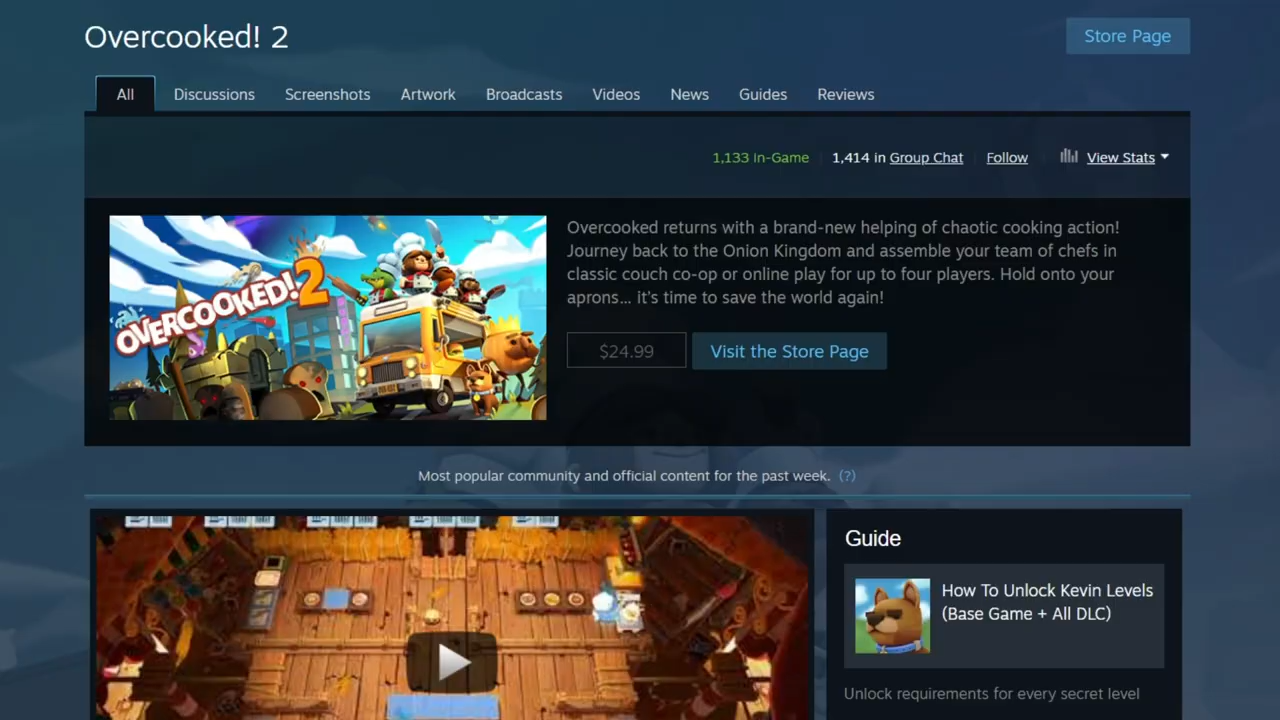 Overcooked! 2
Store Page
All
Discussions
Screenshots
Artwork
Broadcasts
Videos
News
Guides
Reviews
1,133 In-Game
1,414 in Group Chat
Follow
View Stats
OVERCOOKED! 2
Overcooked returns with a brand-new helping of chaotic cooking action!
Journey back to the Onion Kingdom and assemble your team of chefs in
classic couch co-op or online play for up to four players. Hold onto your
aprons... it's time to save the world again!
$24.99
Visit the Store Page
Most popular community and official content for the past week. (?)
Guide
How To Unlock Kevin Levels
(Base Game + All DLC)
Unlock requirements for every secret level